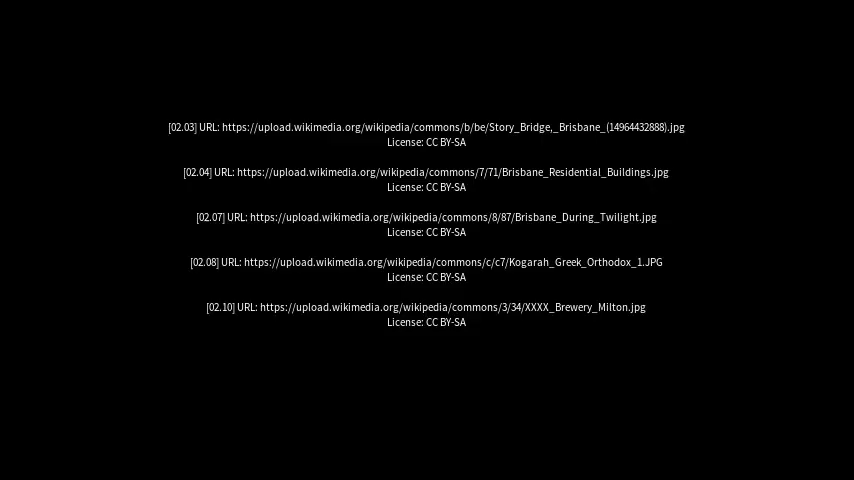 [02.03] URL: https://upload.wikimedia.org/wikipedia/commons/b/be/Story_Bridge,_Brisbane_(14964432888).jpg
License: CC BY-SA
[02.04] URL: https://upload.wikimedia.org/wikipedia/commons/7/71/Brisbane_Residential_Buildings.jpg
License: CC BY-SA
[02.07] URL: https://upload.wikimedia.org/wikipedia/commons/8/87/Brisbane_During_Twilight.jpg
License: CC BY-SA
[02.08] URL: https://upload.wikimedia.org/wikipedia/commons/c/c7/Kogarah_Greek_Orthodox_1.JPG
License: CC BY-SA
[02.10] URL: https://upload.wikimedia.org/wikipedia/commons/3/34/XXXX_Brewery_Milton.jpg
License: CC BY-SA